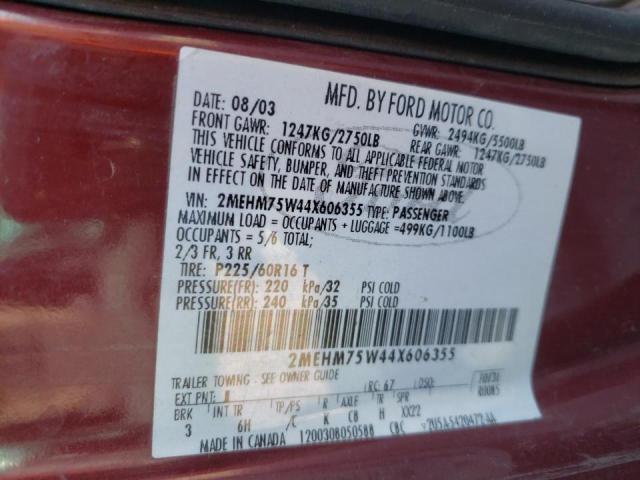 MFD. BY FORD MOTOR CO.
DATE: 08/03 GVWR: 2494KG/5500LB
FRONT GAWR: 1247KG/2750LB REAR GAWR: 1247KG/2750LB
THIS VEHICLE CONFORMS TO ALL APPLICABLE FEDERAL MOTOR
VEHICLE SAFETY, BUMPER, AND THEFT PREVENTION STANDARDS
IN EFFECT ON THE DATE OF MANUFACTURE SHOWN ABOVE.
VIN: 2MEHM75W44X606355 TYPE: PASSENGER
MAXIMUM LOAD = OCCUPANTS + LUGGAGE = 499KG/1100LB
OCCUPANTS = 5/6 TOTAL;
2/3 FR, 3 RR
TIRE: P225/60R16 T
PRESSURE(FR): 220 kPa/32 PSI COLD
PRESSURE(RR): 240 kPa/35 PSI COLD
2MEHM75W44X606355
TRAILER TOWING - SEE OWNER GUIDE
EXT PNT: RC: 67 DSO:
BRK INT TR TP/PS R AXLE TR SPR
3 6H /C K C8 H XX22
MADE IN CANADA 1200308050588 CBC